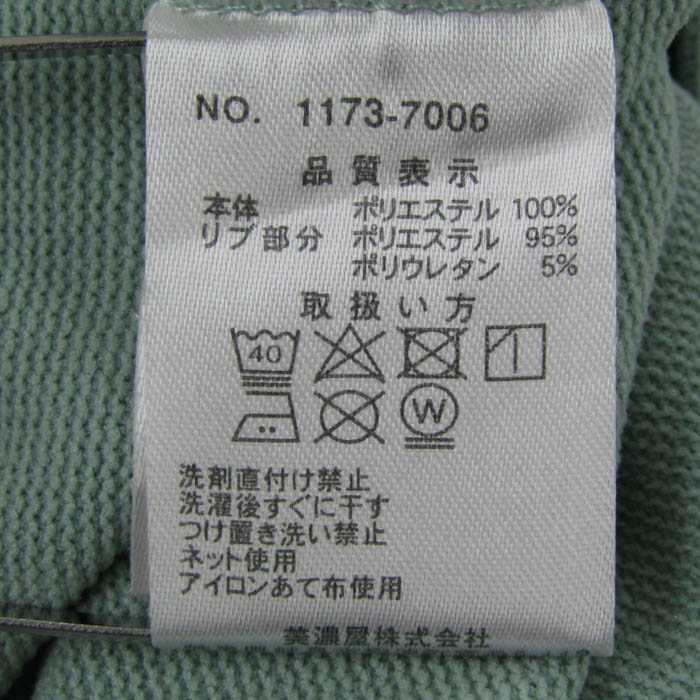 NO. 1173-7006
品質表示
本体 ポリエステル 100%
リブ部分 ポリエステル 95%
ポリウレタン 5%
取扱い方
40
W
洗剤直付け禁止
洗濯後すぐに干す
つけ置き洗い禁止
ネット使用
アイロンあて布使用
美濃屋株式会社